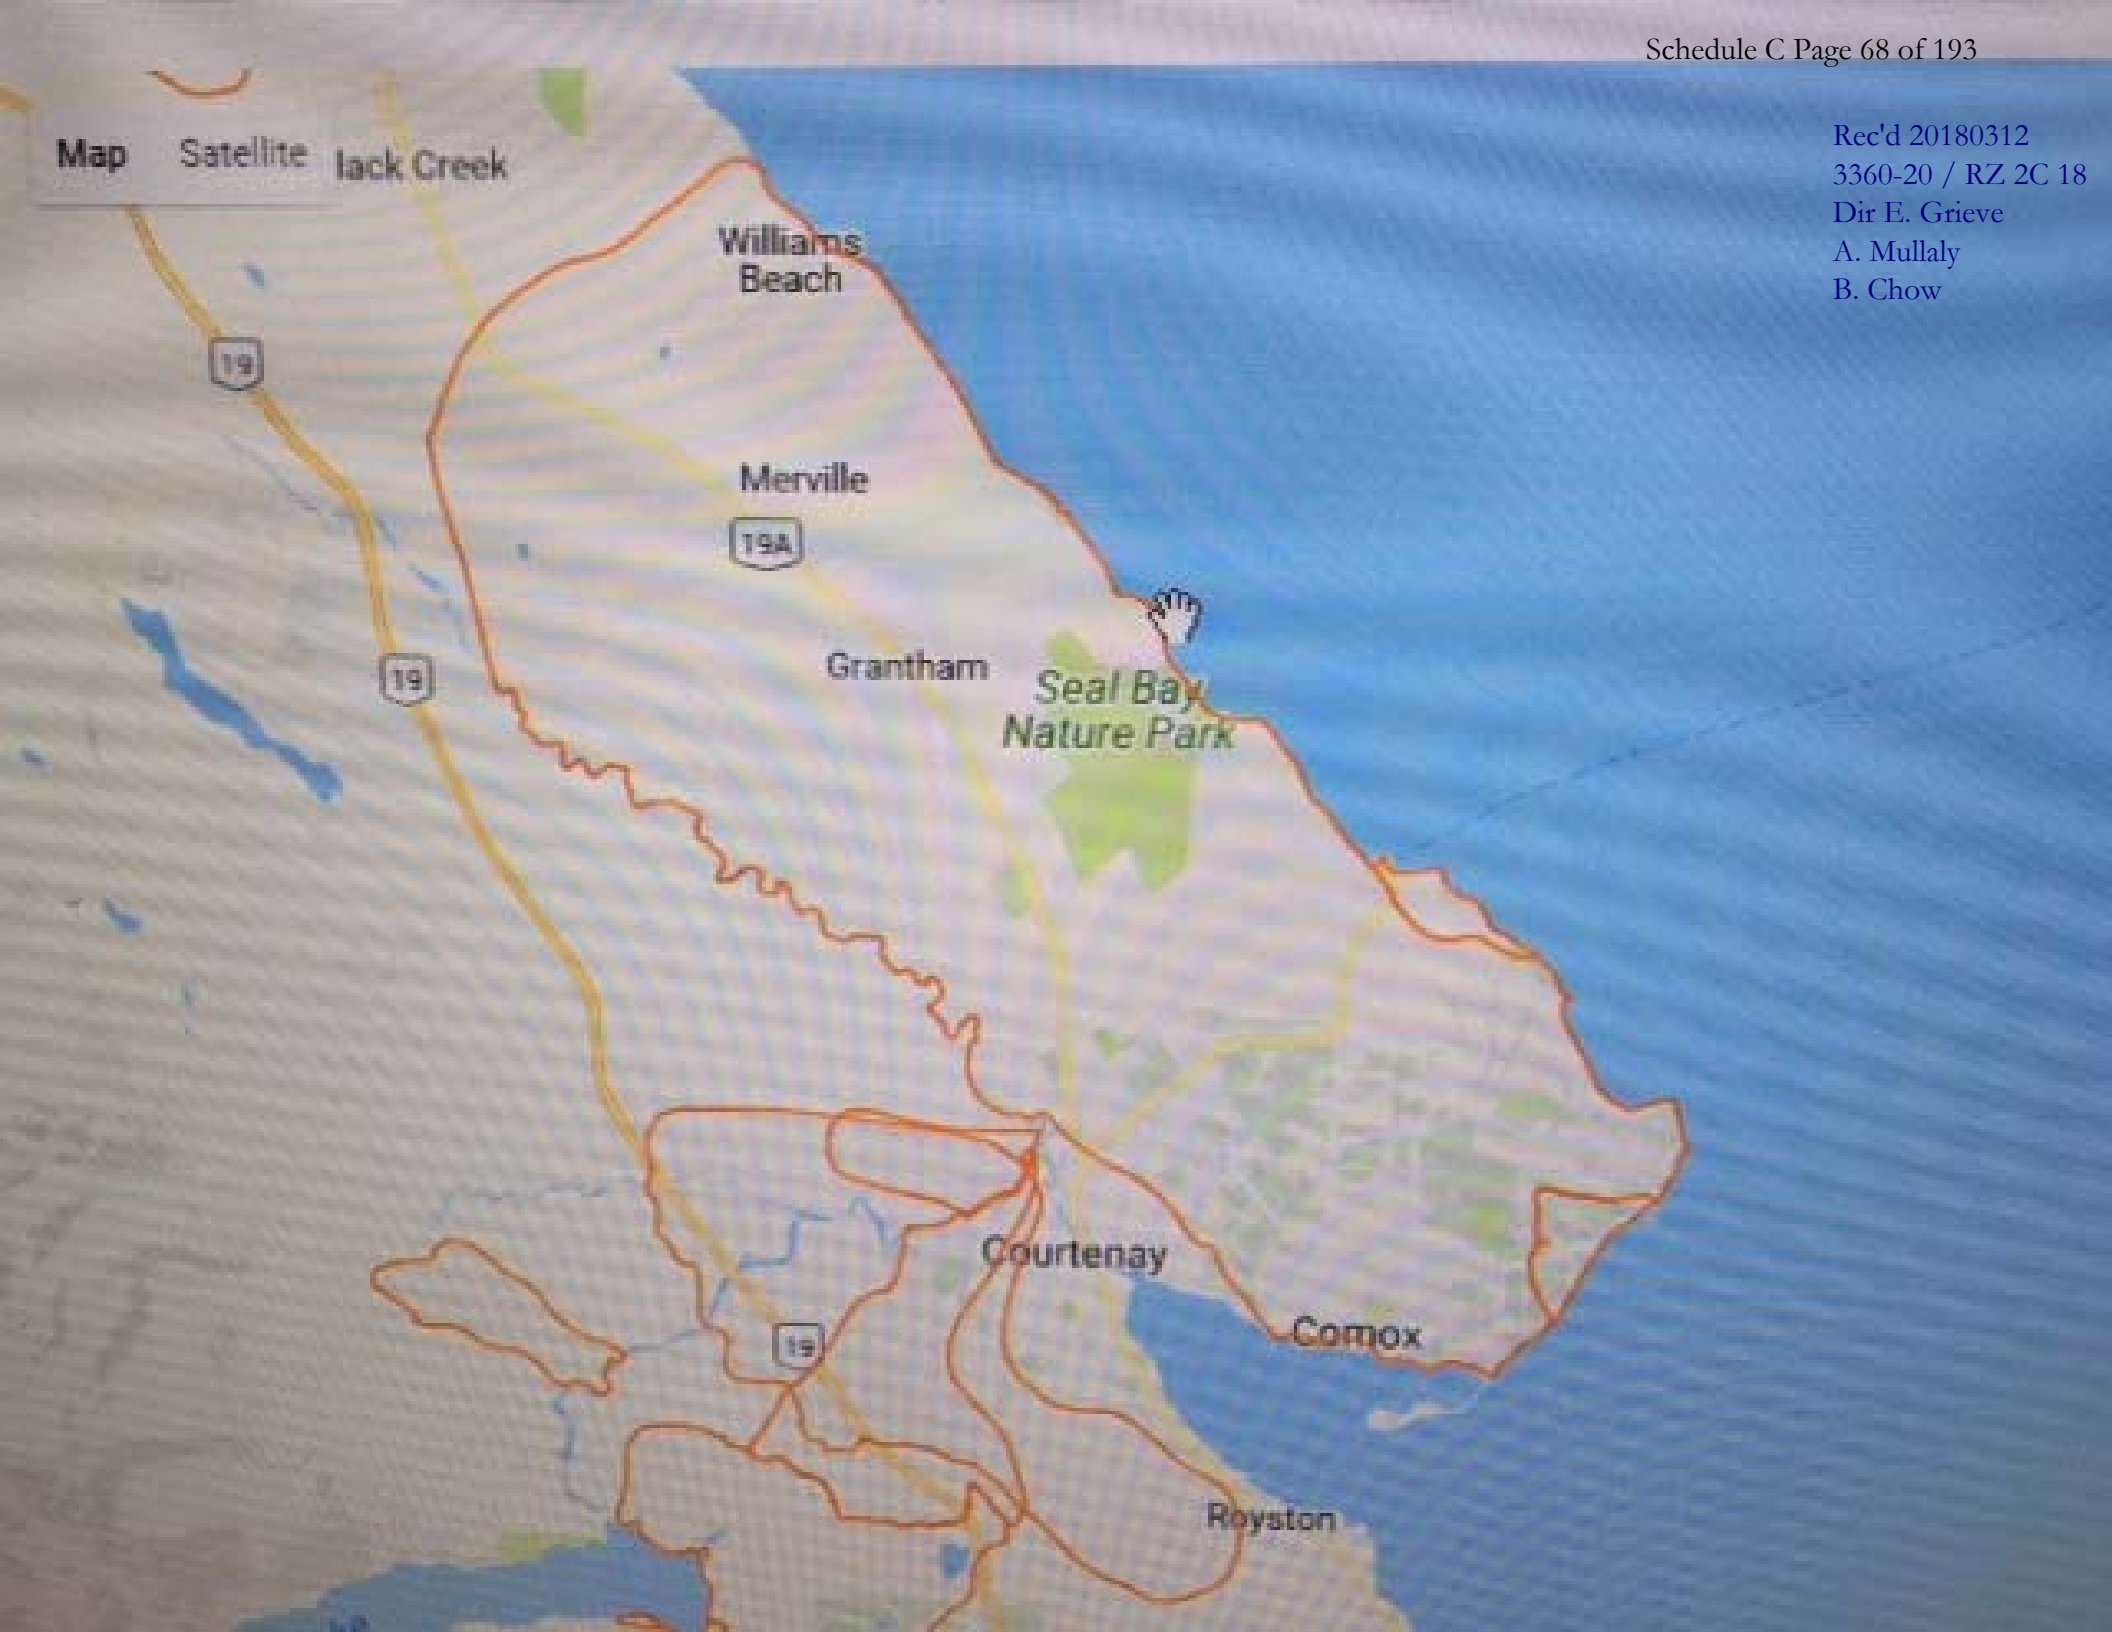 Schedule C Page 68 of 193
Rec'd 20180312
3360-20 / RZ 2C 18
Dir E. Grieve
A. Mullaly
B. Chow
Map Satellite lack Creek
Williams
Beach
19
Merville
19A
Grantham
Seal Bay
Nature Park
19
Courtenay
Comox
19
Royston